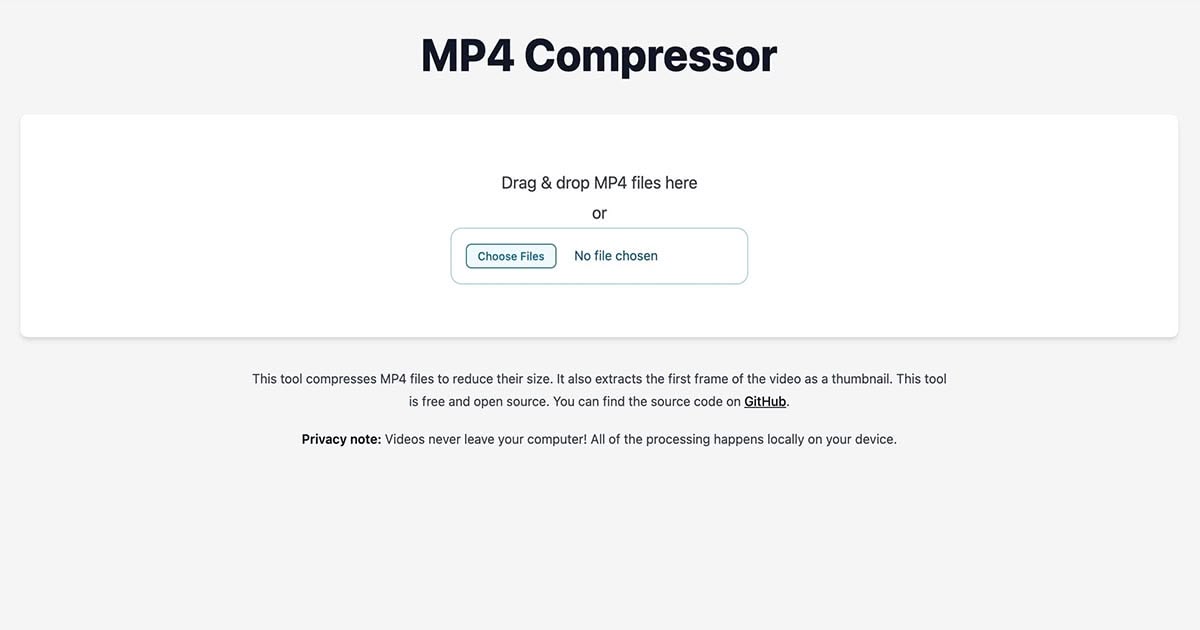 MP4 Compressor
Drag & drop MP4 files here
or
Choose Files No file chosen
This tool compresses MP4 files to reduce their size. It also extracts the first frame of the video as a thumbnail. This tool
is free and open source. You can find the source code on GitHub.
Privacy note: Videos never leave your computer! All of the processing happens locally on your device.